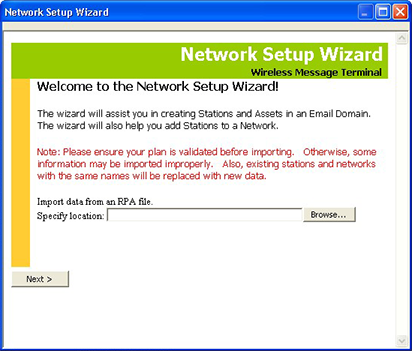 Network Setup Wizard
Network Setup Wizard
Wireless Message Terminal
Welcome to the Network Setup Wizard!
The wizard will assist you in creating Stations and Assets in an Email Domain.
The wizard will also help you add Stations to a Network.
Note: Please ensure your plan is validated before importing. Otherwise, some
information may be imported improperly. Also, existing stations and networks
with the same names will be replaced with new data.
Import data from an RPA file.
Specify location:
Browse...
Next >